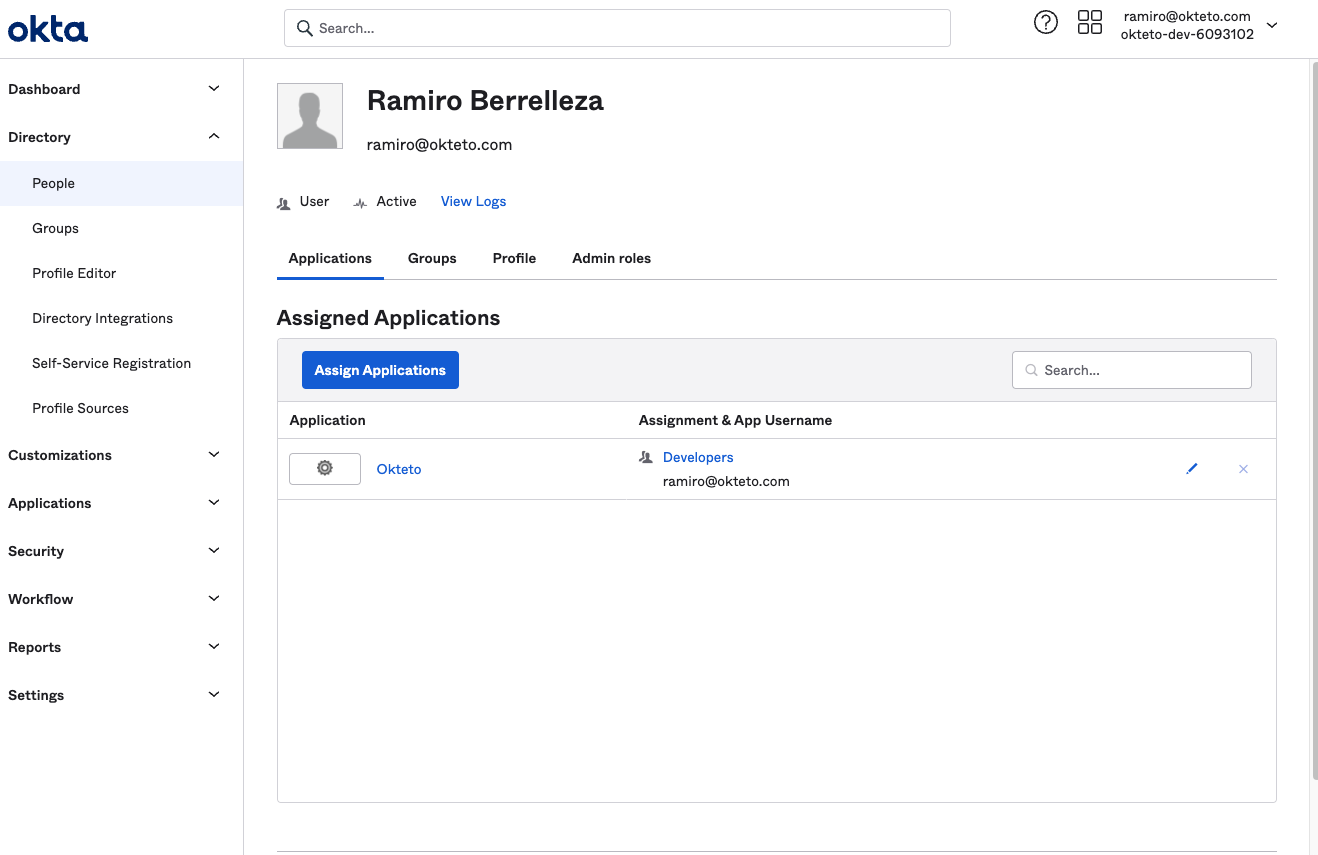 okta
Search...
ramiro@okteto.com
okteto-dev-6093102
Dashboard
Directory
People
Groups
Profile Editor
Directory Integrations
Self-Service Registration
Profile Sources
Customizations
Applications
Security
Workflow
Reports
Settings
Ramiro Berrelleza
ramiro@okteto.com
User Active View Logs
Applications Groups Profile Admin roles
Assigned Applications
Assign Applications Search...
Application Assignment & App Username
Okteto Developers
ramiro@okteto.com